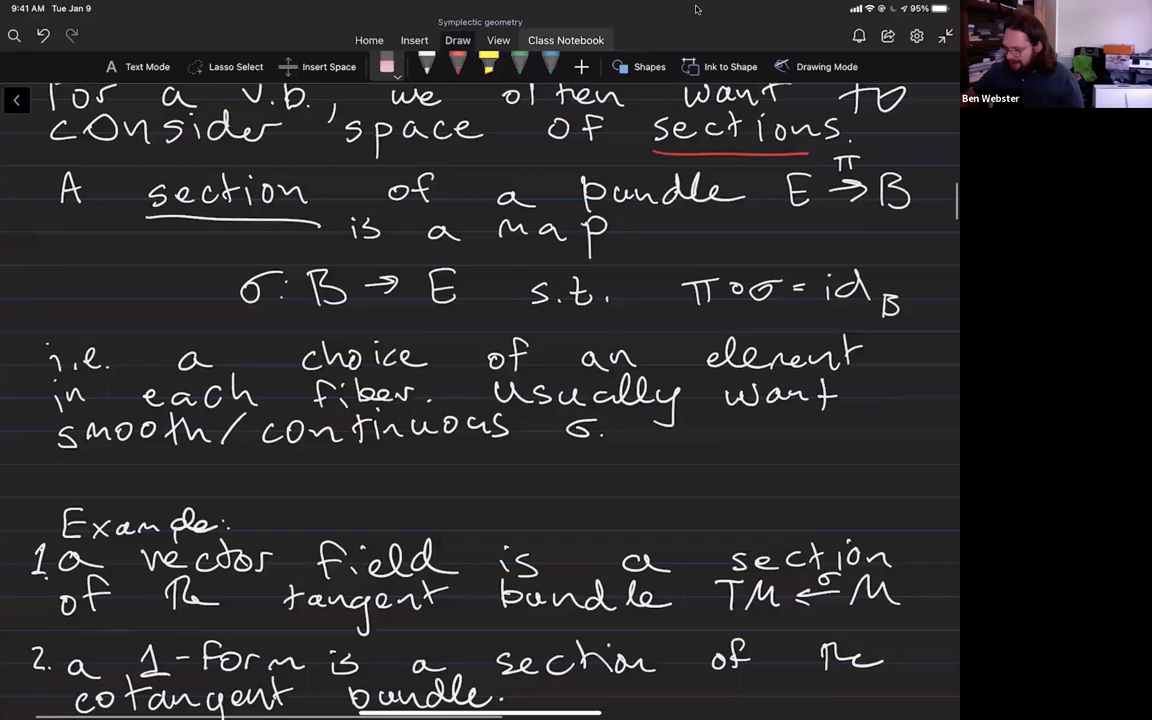 9:41 AM Tue Jan 9
95%
Symplectic geometry
Home Insert Draw View Class Notebook
Text Mode Lasso Select Insert Space Shapes Ink to Shape Drawing Mode
Ben Webster
For a v.b., we often want to
consider space of sections.
A section of a bundle E →π B
is a map
σ: B → E s.t. π∘σ = id_B
i.e. a choice of an element
in each fiber. Usually want
smooth/continuous σ.
Example:
1. a vector field is a section
of the tangent bundle TM ←σ M
2. a 1-form is a section of the
cotangent bundle.